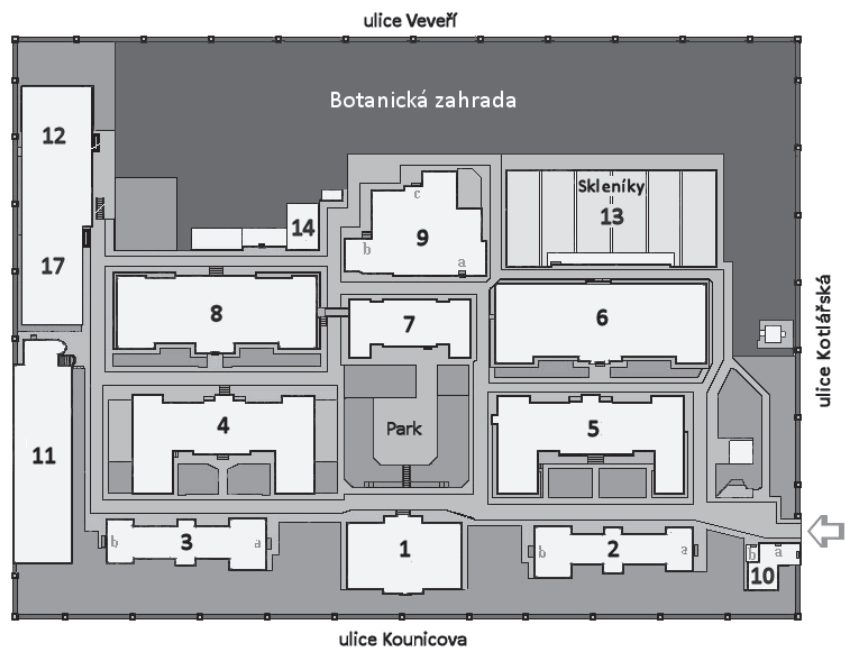 ulice Veveří
Botanická zahrada
12
Skleníky
13
c
14
9
b
a
17
8
7
6
ulice Kotlářská
4
Park
5
11
b
3
a
1
b
2
a
b
a
10
ulice Kounicova